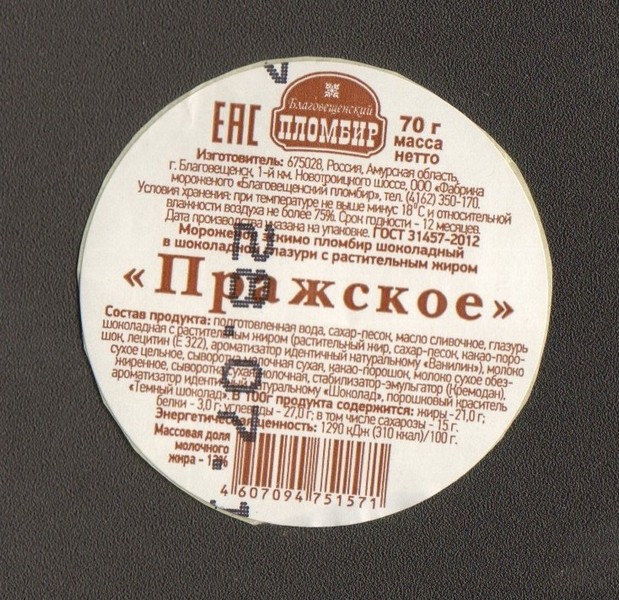 EAC
Благовещенский
ПЛОМБИР
70 г
масса
нетто
Изготовитель: 675028, Россия, Амурская область,
г. Благовещенск, 1-й км. Новотроицкого шоссе, ООО «Фабрика
мороженого «Благовещенский пломбир», тел. (4162) 350-170.
Условия хранения: при температуре не выше минус 18°С и относительной
влажности воздуха не более 75%. Срок годности - 12 месяцев.
Дата производства указана на упаковке. ГОСТ 31457-2012
Мороженое эскимо пломбир шоколадный
в шоколадной глазури с растительным жиром
«Пражское»
Состав продукта: подготовленная вода, сахар-песок, масло сливочное, глазурь
шоколадная с растительным жиром (растительный жир, сахар-песок, какао-поро-
шок, лецитин (Е 322), ароматизатор идентичный натуральному «Ванилин»), молоко
сухое цельное, сыворотка молочная сухая, какао-порошок, молоко сухое обез-
жиренное, сыворотка сухая молочная, стабилизатор-эмульгатор (Кремодан),
ароматизатор идентичный натуральному «Шоколад», порошковый краситель
«Темный шоколад». В 100г продукта содержится: жиры - 21,0 г;
белки - 3,0 г; углеводы - 27,0 г; в том числе сахарозы - 15 г.
Энергетическая ценность: 1290 кДж (310 ккал)/100 г.
Массовая доля
молочного
жира - 12%
4 607094 751571